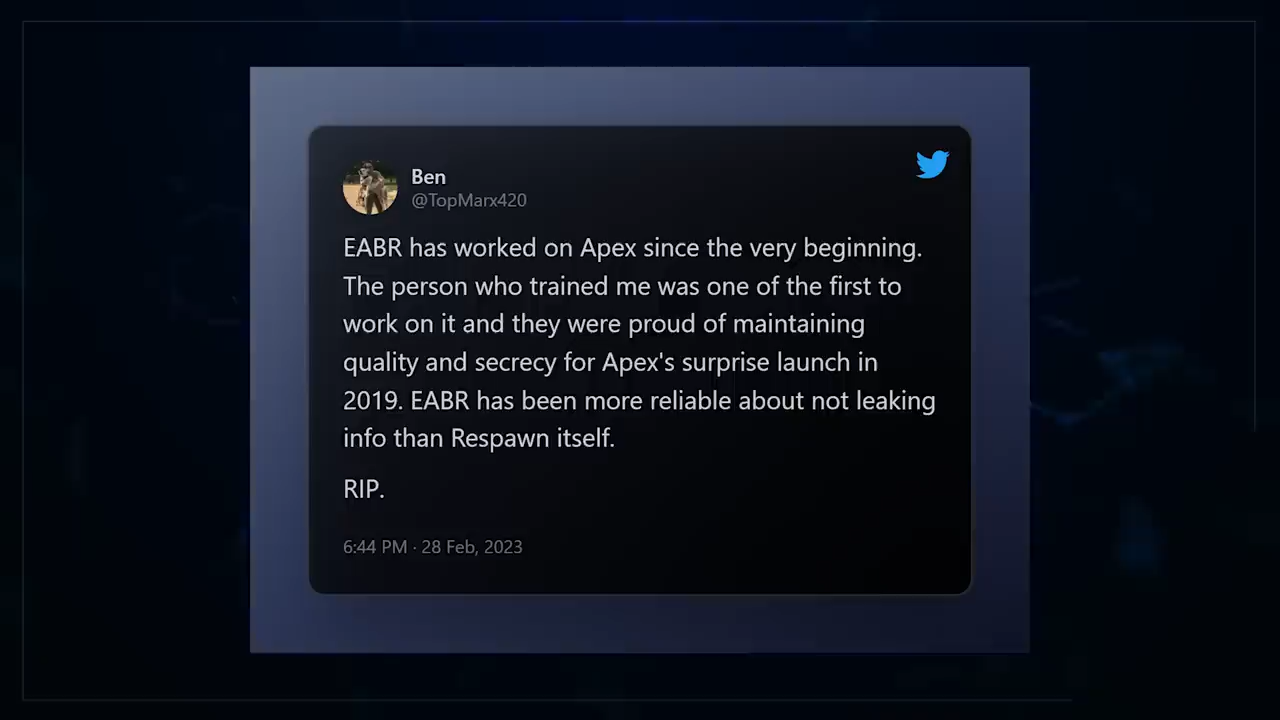 Ben
@TopMarx420
EABR has worked on Apex since the very beginning.
The person who trained me was one of the first to
work on it and they were proud of maintaining
quality and secrecy for Apex's surprise launch in
2019. EABR has been more reliable about not leaking
info than Respawn itself.
RIP.
6:44 PM · 28 Feb, 2023